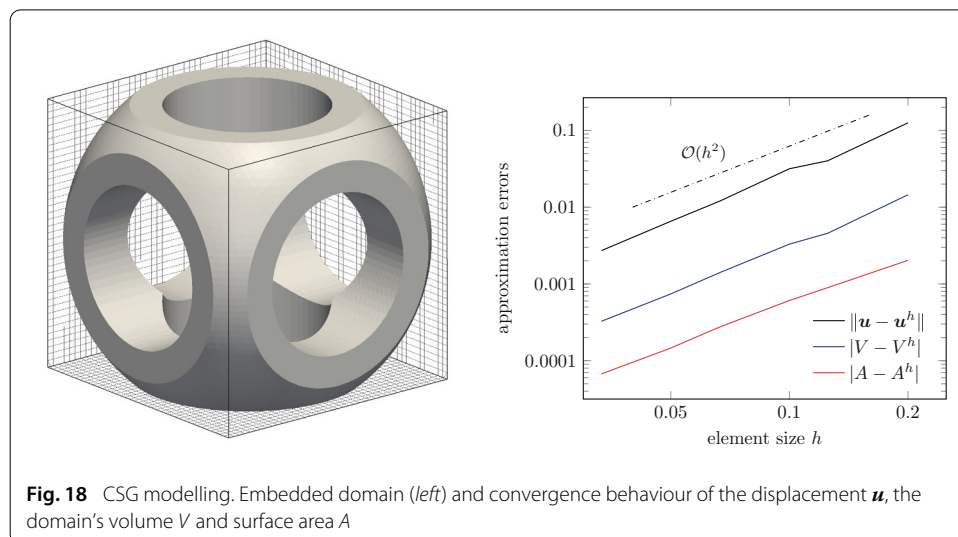 0.1
0.01
0.001
0.0001
approximation errors
𝒪(h²)
‖𝒖 − 𝒖ʰ‖
|V − Vʰ|
|A − Aʰ|
0.05 0.1 0.2
element size h
Fig. 18 CSG modelling. Embedded domain (left) and convergence behaviour of the displacement u, the
domain's volume V and surface area A